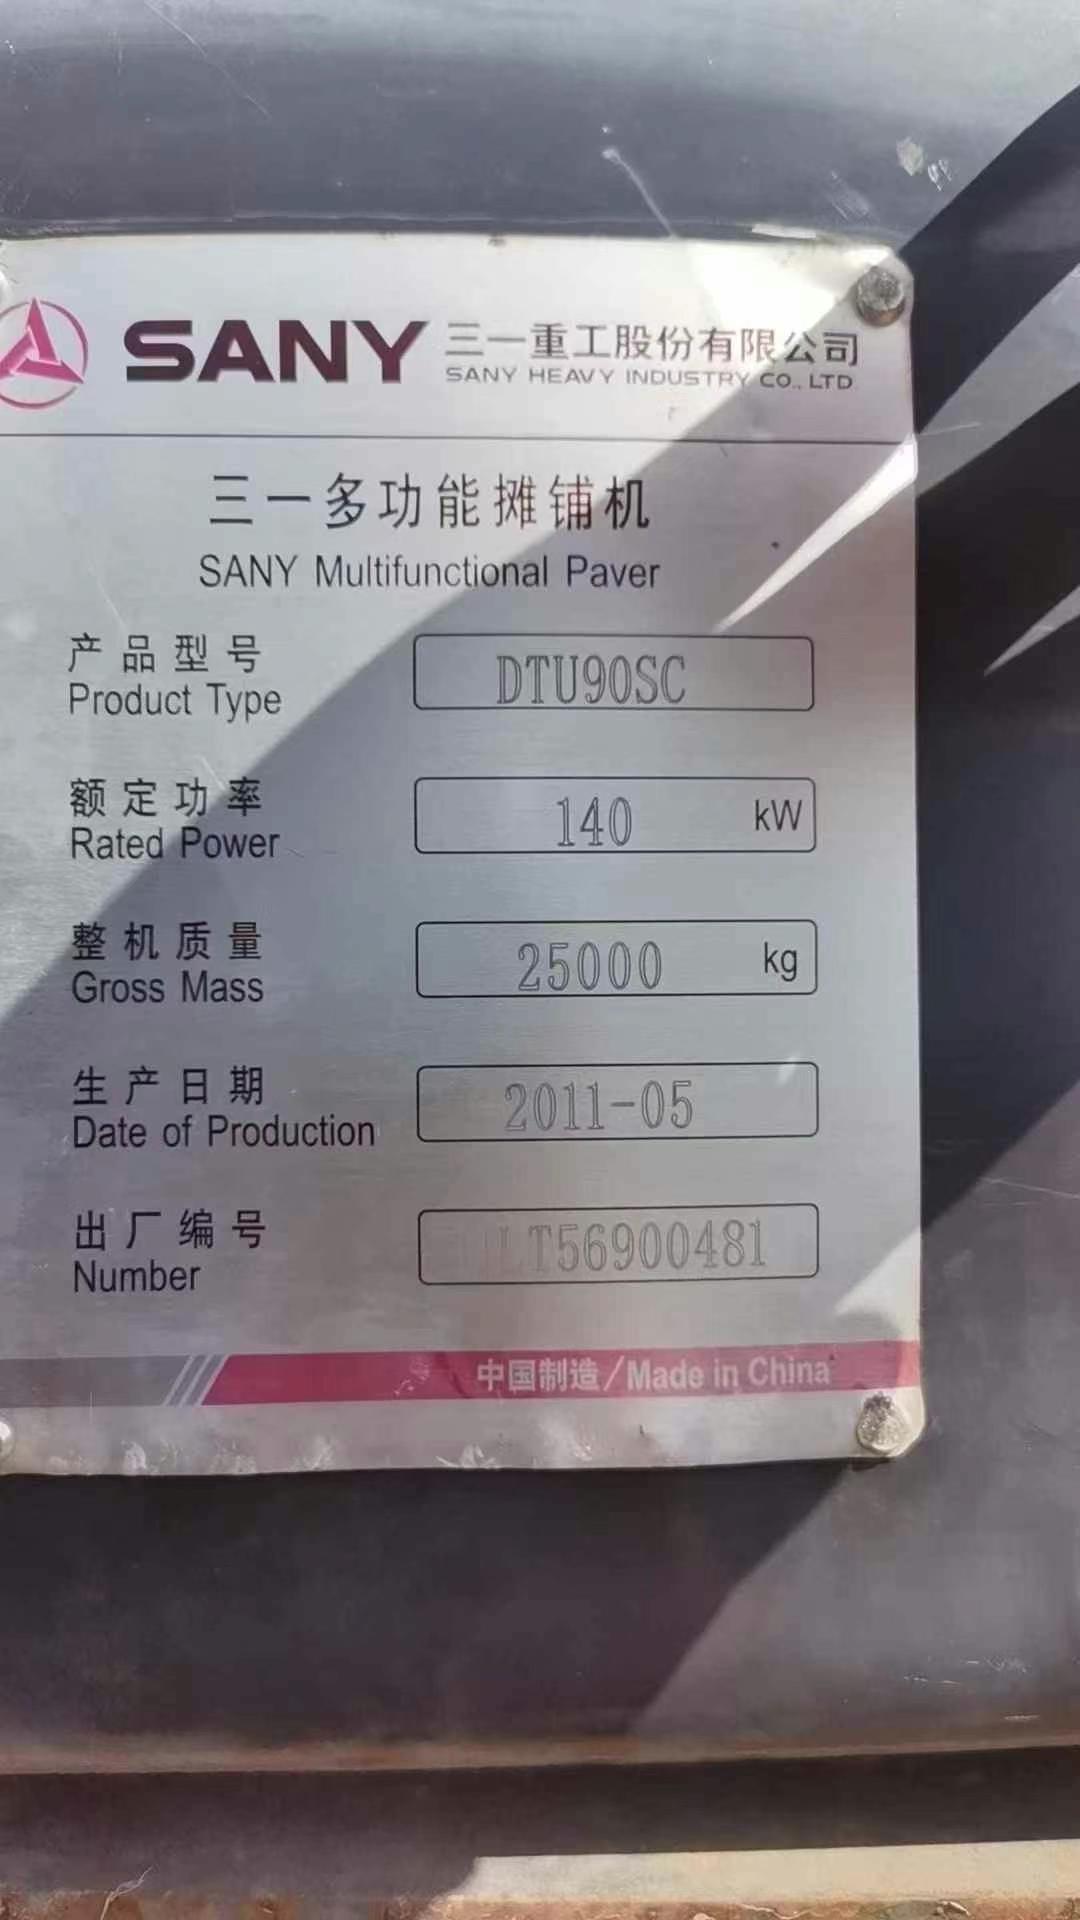 SANY 三一重工股份有限公司
SANY HEAVY INDUSTRY CO., LTD
三一多功能摊铺机
SANY Multifunctional Paver
产品型号 DTU90SC
Product Type
额定功率 140 kW
Rated Power
整机质量 25000 kg
Gross Mass
生产日期 2011-05
Date of Production
出厂编号
Number
中国制造/Made in China